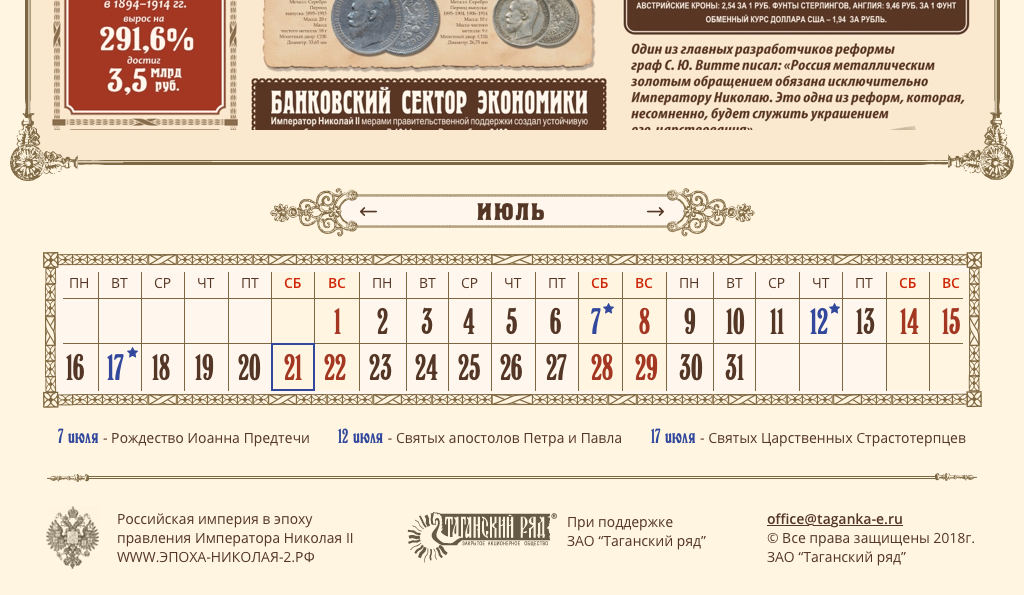 в 1894–1914 гг.
вырос на
291,6%
достиг
3,5 млрд руб.
АВСТРИЙСКИЕ КРОНЫ: 2,54 ЗА 1 РУБ. ФУНТЫ СТЕРЛИНГОВ, АНГЛИЯ: 9,46 РУБ. ЗА 1 ФУНТ
ОБМЕННЫЙ КУРС ДОЛЛАРА США – 1,94 ЗА РУБЛЬ.
Один из главных разработчиков реформы
граф С. Ю. Витте писал: «Россия металлическим
золотым обращением обязана исключительно
Императору Николаю. Это одна из реформ, которая,
несомненно, будет служить украшением
его царствования»
БАНКОВСКИЙ СЕКТОР ЭКОНОМИКИ
Император Николай II мерами правительственной поддержки создал устойчивую
← ИЮЛЬ →
ПН ВТ СР ЧТ ПТ СБ ВС ПН ВТ СР ЧТ ПТ СБ ВС ПН ВТ СР ЧТ ПТ СБ ВС
1 2 3 4 5 6 7 8 9 10 11 12 13 14 15
16 17 18 19 20 21 22 23 24 25 26 27 28 29 30 31
7 июля - Рождество Иоанна Предтечи 12 июля - Святых апостолов Петра и Павла 17 июля - Святых Царственных Страстотерпцев
Российская империя в эпоху
правления Императора Николая II
WWW.ЭПОХА-НИКОЛАЯ-2.РФ
ТАГАНСКИЙ РЯД®
ЗАКРЫТОЕ АКЦИОНЕРНОЕ ОБЩЕСТВО
При поддержке
ЗАО “Таганский ряд”
office@taganka-e.ru
© Все права защищены 2018г.
ЗАО “Таганский ряд”